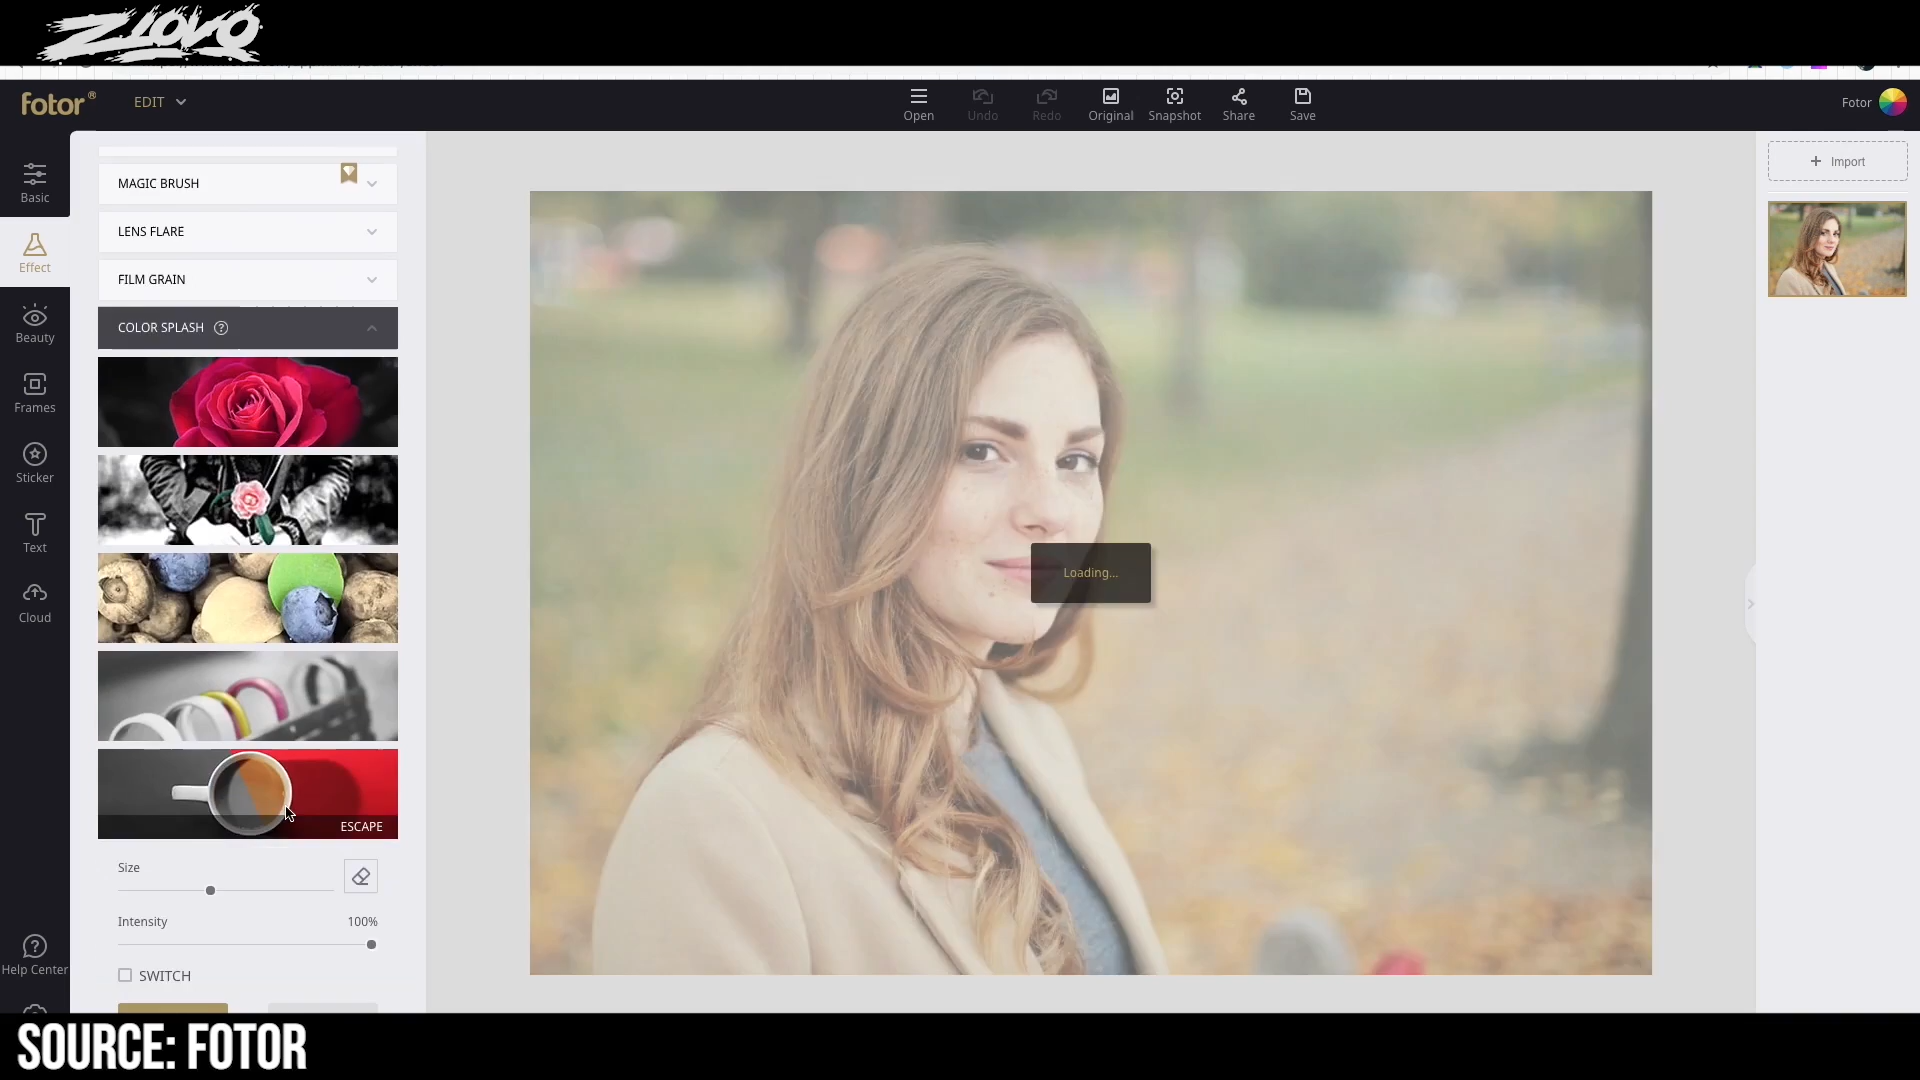 ZLOVO
fotor®
EDIT
Open
Undo
Redo
Original
Snapshot
Share
Save
Fotor
Basic
Effect
Beauty
Frames
Sticker
Text
Cloud
Help Center
MAGIC BRUSH
LENS FLARE
FILM GRAIN
COLOR SPLASH ?
ESCAPE
Size
Intensity 100%
SWITCH
Loading...
+ Import
SOURCE: FOTOR